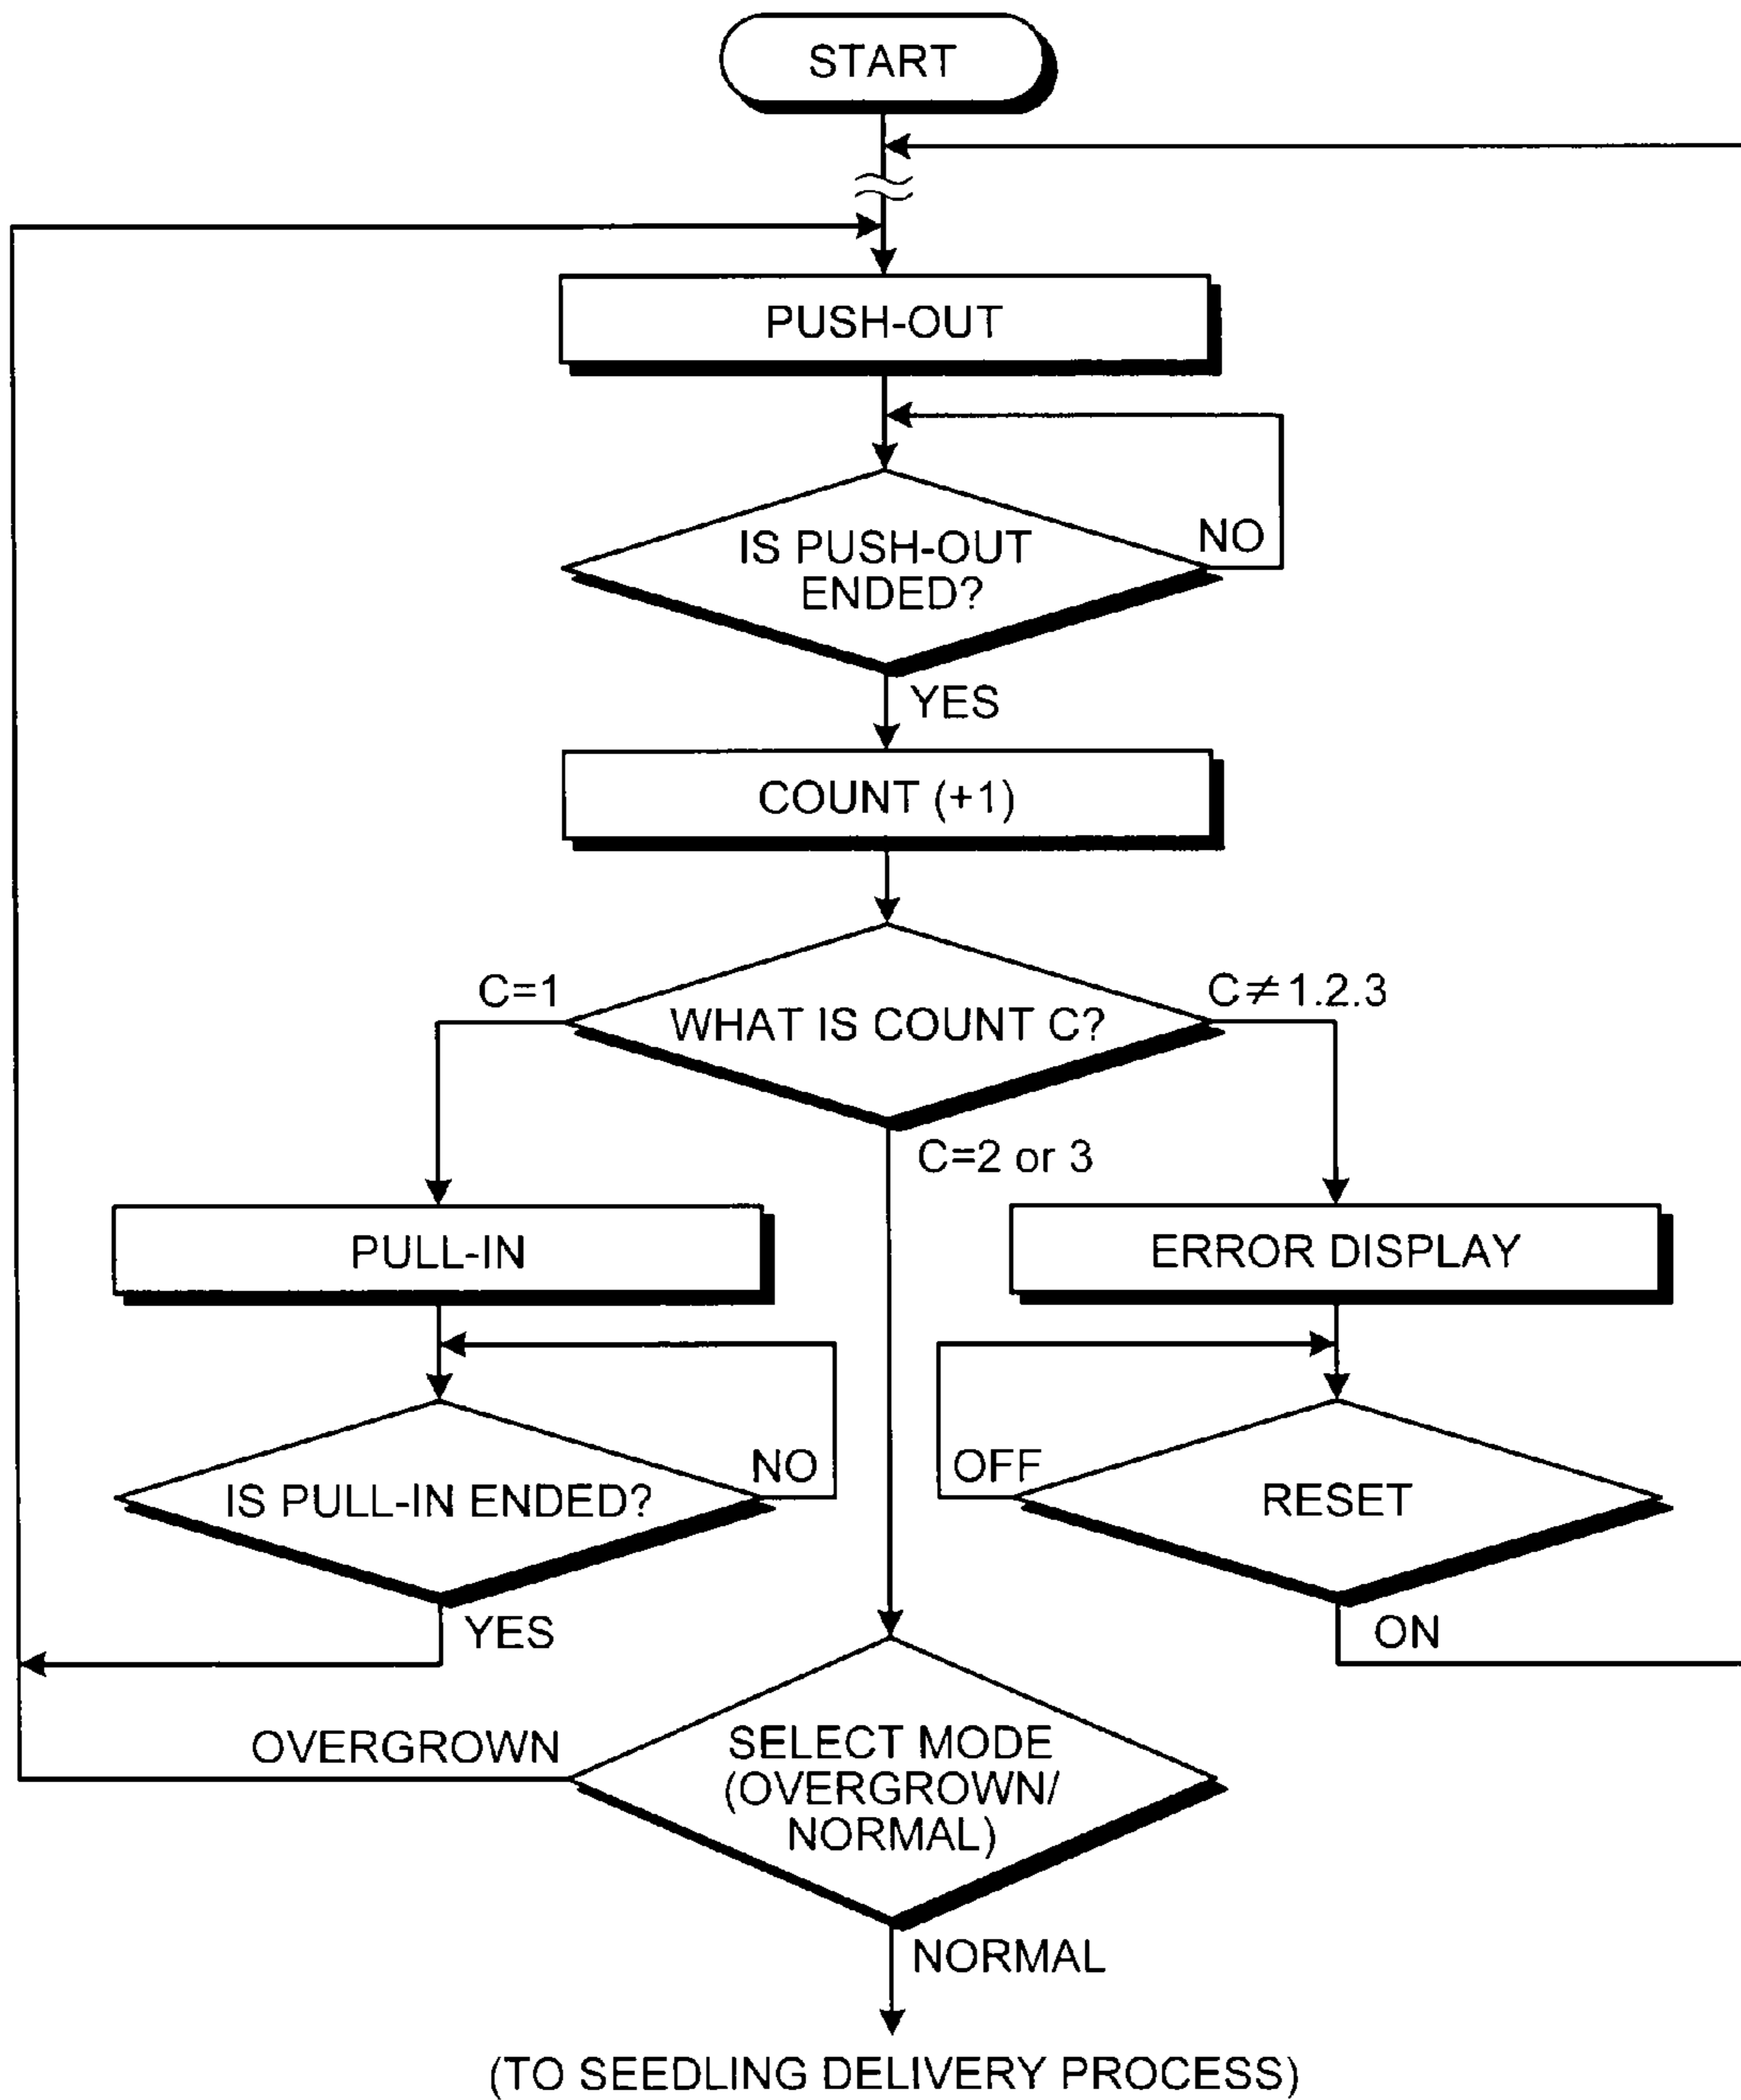 START
PUSH-OUT
IS PUSH-OUT
ENDED?
NO
YES
COUNT (+1)
WHAT IS COUNT C?
C=1
C≠1.2.3
C=2 or 3
PULL-IN
ERROR DISPLAY
IS PULL-IN ENDED?
NO
OFF
RESET
YES
ON
OVERGROWN
SELECT MODE
(OVERGROWN/
NORMAL)
NORMAL
(TO SEEDLING DELIVERY PROCESS)